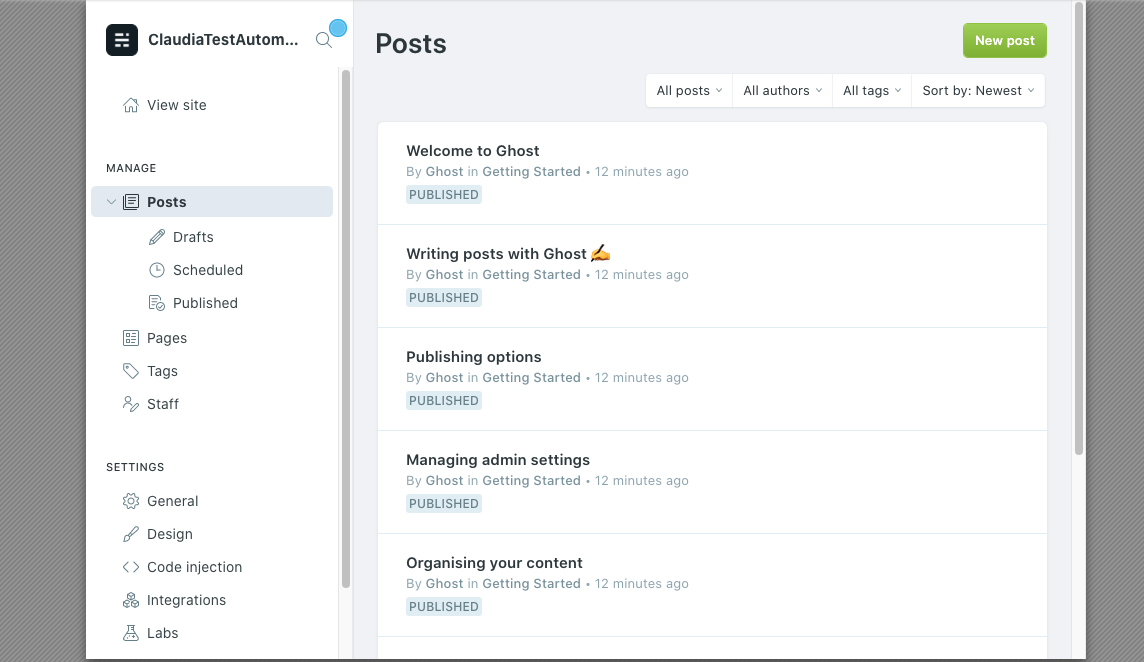 ClaudiaTestAutom...
View site
MANAGE
Posts
Drafts
Scheduled
Published
Pages
Tags
Staff
SETTINGS
General
Design
Code injection
Integrations
Labs
Posts
New post
All posts
All authors
All tags
Sort by: Newest
Welcome to Ghost
By Ghost in Getting Started • 12 minutes ago
PUBLISHED
Writing posts with Ghost ✍️
By Ghost in Getting Started • 12 minutes ago
PUBLISHED
Publishing options
By Ghost in Getting Started • 12 minutes ago
PUBLISHED
Managing admin settings
By Ghost in Getting Started • 12 minutes ago
PUBLISHED
Organising your content
By Ghost in Getting Started • 12 minutes ago
PUBLISHED